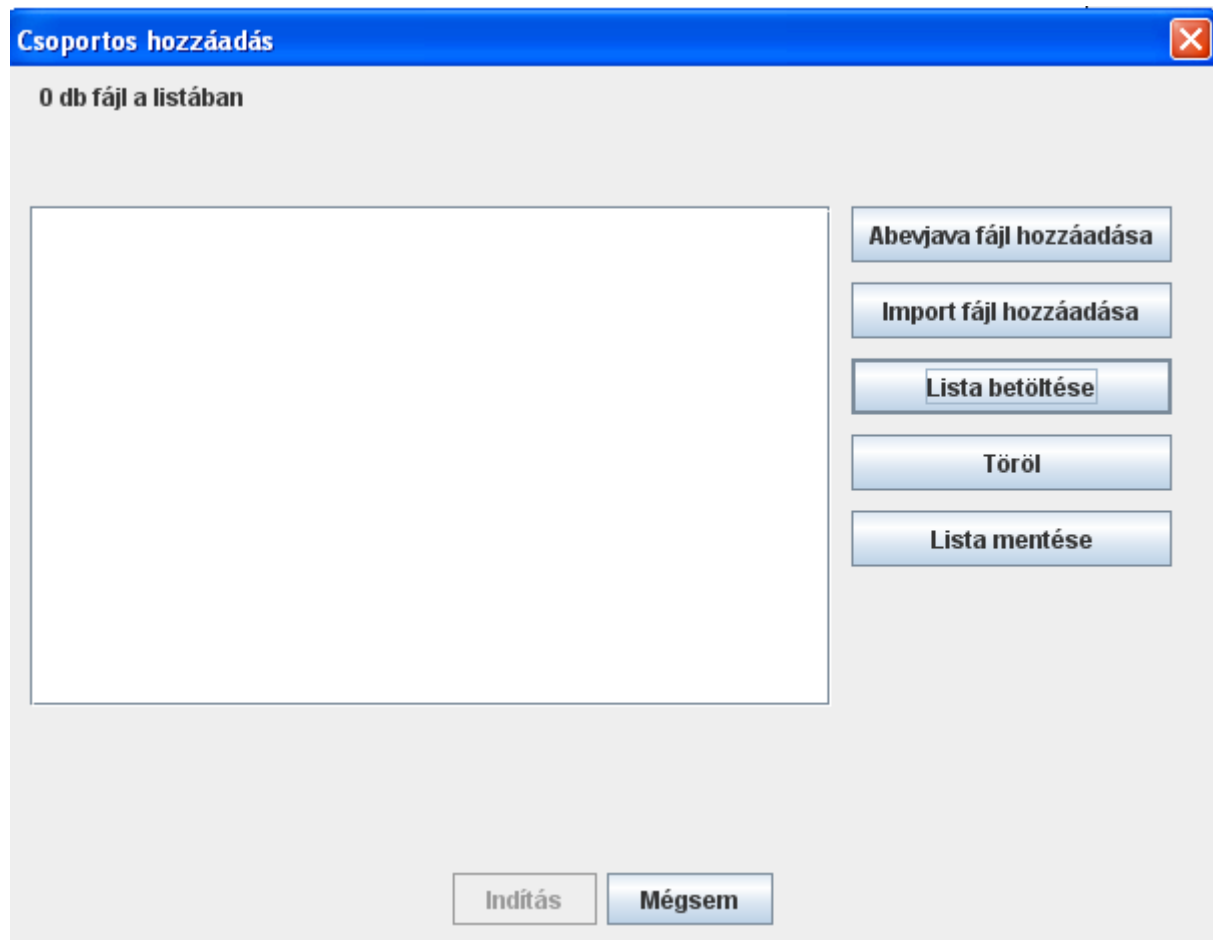 Csoportos hozzáadás
0 db fájl a listában
Abevjava fájl hozzáadása
Import fájl hozzáadása
Lista betöltése
Töröl
Lista mentése
Indítás
Mégsem